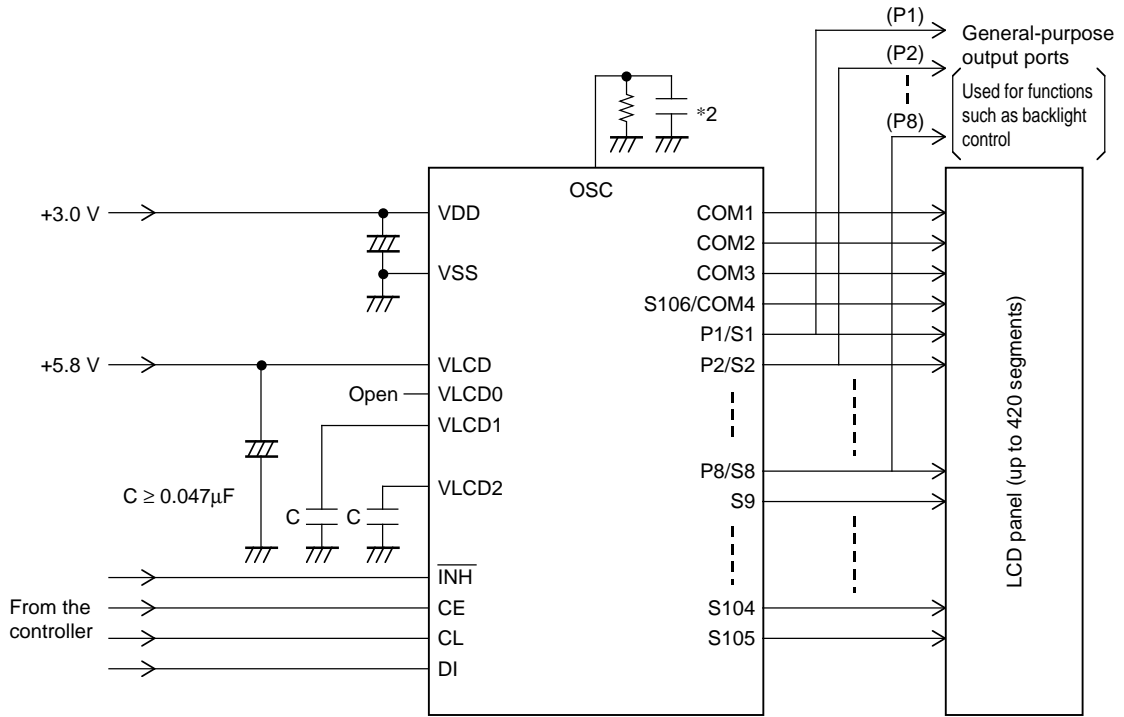 (P1)
General-purpose
output ports
(P2)
Used for functions
such as backlight
control
(P8)
*2
OSC
+3.0 V
VDD
VSS
+5.8 V
VLCD
Open
VLCD0
VLCD1
VLCD2
C ≥ 0.047μF
C
C
INH
From the
controller
CE
CL
DI
COM1
COM2
COM3
S106/COM4
P1/S1
P2/S2
P8/S8
S9
S104
S105
LCD panel (up to 420 segments)